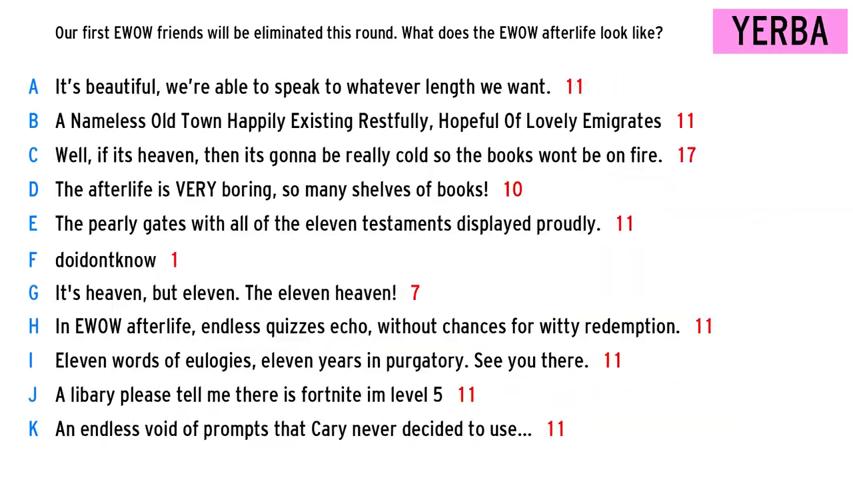 Our first EWOW friends will be eliminated this round. What does the EWOW afterlife look like?
YERBA
A It's beautiful, we're able to speak to whatever length we want. 11
B A Nameless Old Town Happily Existing Restfully, Hopeful Of Lovely Emigrates 11
C Well, if its heaven, then its gonna be really cold so the books wont be on fire. 17
D The afterlife is VERY boring, so many shelves of books! 10
E The pearly gates with all of the eleven testaments displayed proudly. 11
F doidontknow 1
G It's heaven, but eleven. The eleven heaven! 7
H In EWOW afterlife, endless quizzes echo, without chances for witty redemption. 11
I Eleven words of eulogies, eleven years in purgatory. See you there. 11
J A libary please tell me there is fortnite im level 5 11
K An endless void of prompts that Cary never decided to use... 11